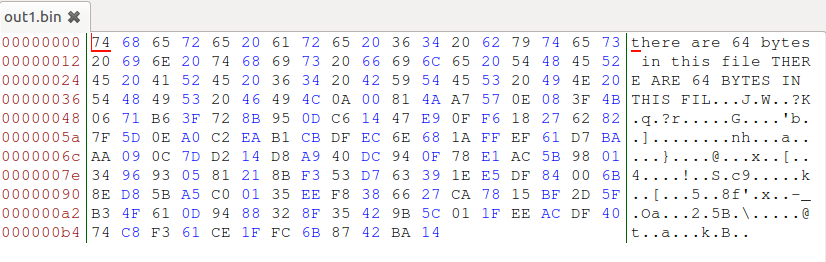 out1.bin ✖
00000000 74 68 65 72 65 20 61 72 65 20 36 34 20 62 79 74 65 73 there are 64 bytes
00000012 20 69 6E 20 74 68 69 73 20 66 69 6C 65 20 54 48 45 52  in this file THER
00000024 45 20 41 52 45 20 36 34 20 42 59 54 45 53 20 49 4E 20 E ARE 64 BYTES IN 
00000036 54 48 49 53 20 46 49 4C 0A 00 81 4A A7 57 0E 08 3F 4B THIS FIL...J.W..?K
00000048 06 71 B6 3F 72 8B 95 0D C6 14 47 E9 0F F6 18 27 62 82 .q.?r.....G....'b.
0000005a 7F 5D 0E A0 C2 EA B1 CB DF EC 6E 68 1A FF EF 61 D7 BA .]........nh...a..
0000006c AA 09 0C 7D D2 14 D8 A9 40 DC 94 0F 78 E1 AC 5B 98 01 ...}....@...x..[..
0000007e 34 96 93 05 81 21 8B F3 53 D7 63 39 1E E5 DF 84 00 6B 4....!..S.c9.....k
00000090 8E D8 5B A5 C0 01 35 EE F8 38 66 27 CA 78 15 BF 2D 5F ..[...5..8f'.x..-_
000000a2 B3 4F 61 0D 94 88 32 8F 35 42 9B 5C 01 1F EE AC DF 40 .Oa...2.5B.\.....@
000000b4 74 C8 F3 61 CE 1F FC 6B 87 42 BA 14 t..a...k.B..